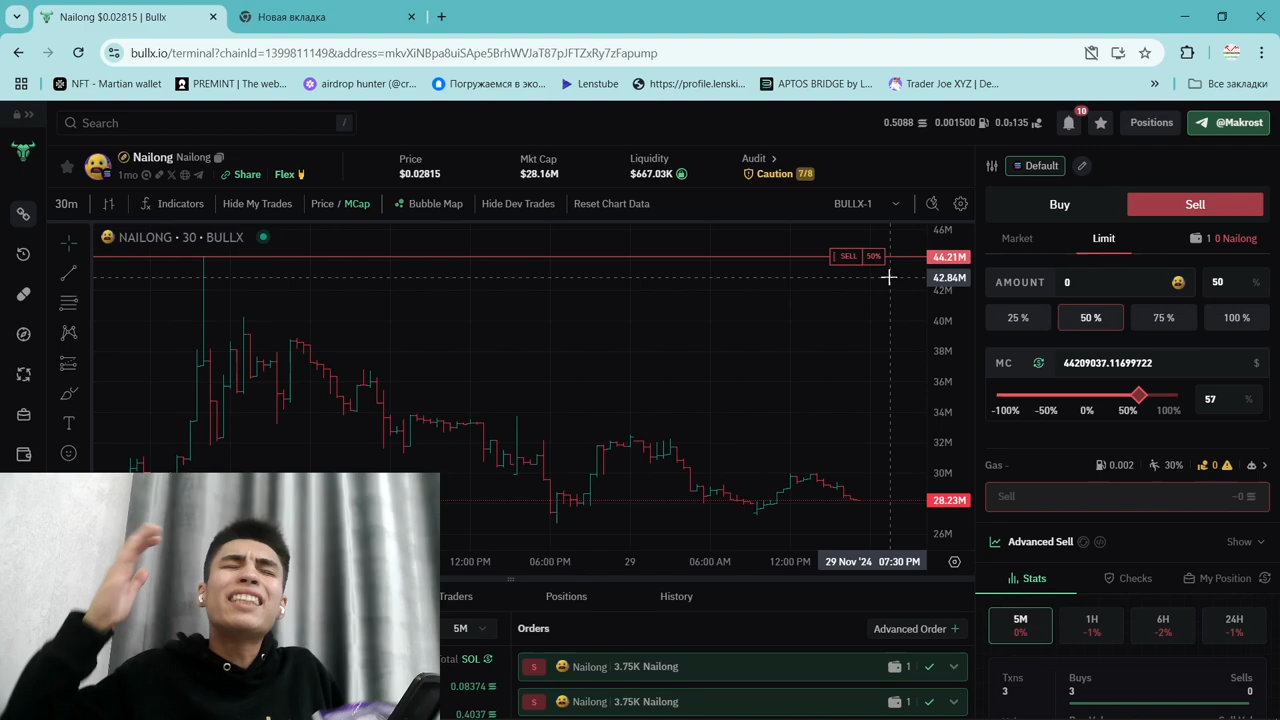 Nailong $0.02815 | Bullx
Новая вкладка
bullx.io/terminal?chainId=1399811149&address=mkvXiNBpa8uiSApe5BrhWVJaT87pJFTZxRy7zFapump
NFT - Martian wallet
PREMINT | The web...
airdrop hunter (@cr...
Погружаемся в эко...
Lenstube
https://profile.lenski...
APTOS BRIDGE by L...
Trader Joe XYZ | De...
Все закладки
Search /
0.5088 0.001500 0.0₃135 10 Positions @Makrost
Nailong Nailong
1mo Share Flex
Price
$0.02815
Mkt Cap
$28.16M
Liquidity
$667.03K
Audit
Caution 7/8
Default
30m Indicators Hide My Trades Price / MCap Bubble Map Hide Dev Trades Reset Chart Data BULLX-1
Buy Sell
NAILONG · 30 · BULLX
46M
SELL 50% 44.21M
42.84M
42M
40M
38M
36M
34M
32M
30M
28.23M
26M
12:00 PM 06:00 PM 29 06:00 AM 12:00 PM 29 Nov '24 07:30 PM
Market Limit 1 0 Nailong
AMOUNT 0 50 %
25 % 50 % 75 % 100 %
MC 44209037.11699722 $
-100% -50% 0% 50% 100% 57 %
Gas - 0.002 30% 0
Sell ~0
Advanced Sell Show
Stats Checks My Position
5M
0%
1H
-1%
6H
-2%
24H
-1%
Txns
3
Buys
3
Sells
0
Traders Positions History
5M Orders Advanced Order +
Total SOL
S Nailong 3.75K Nailong 1
0.08374
S Nailong 3.75K Nailong 1
0.4037